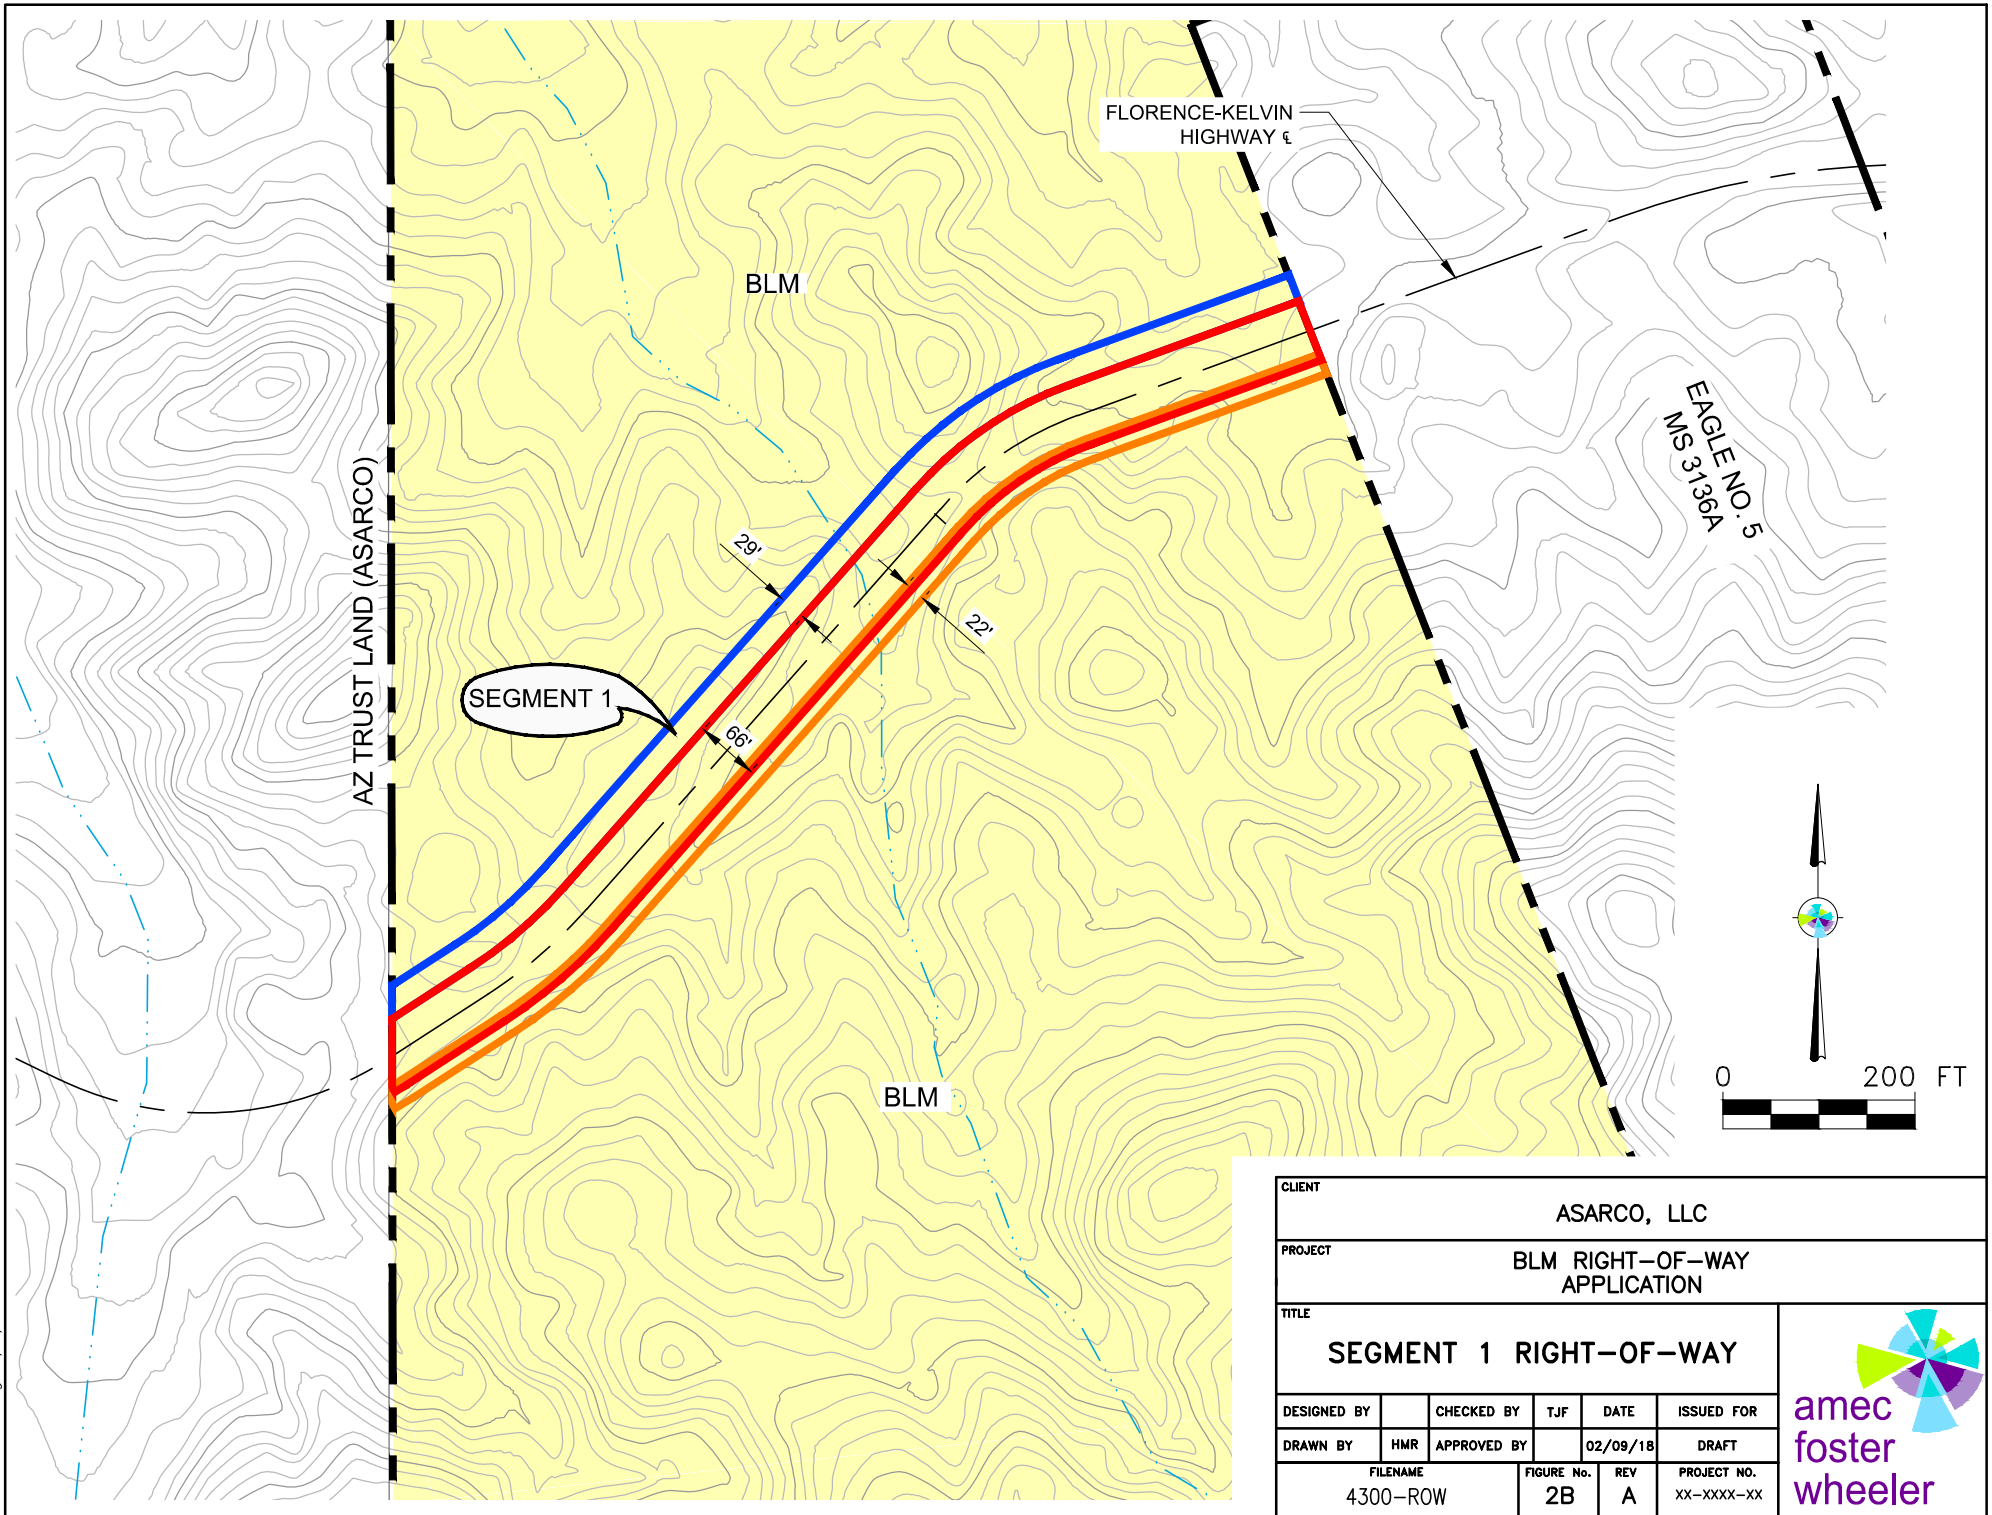 FLORENCE-KELVIN
HIGHWAY ℄
BLM
AZ TRUST LAND (ASARCO)
EAGLE NO. 5
MS 3136A
29'
22'
SEGMENT 1
66'
BLM
0 200 FT
CLIENT
ASARCO, LLC
PROJECT
BLM RIGHT-OF-WAY
APPLICATION
TITLE
SEGMENT 1 RIGHT-OF-WAY
DESIGNED BY CHECKED BY TJF DATE ISSUED FOR
DRAWN BY HMR APPROVED BY 02/09/18 DRAFT
FILENAME FIGURE No. REV PROJECT NO.
4300-ROW 2B A XX-XXXX-XX
amec
foster
wheeler